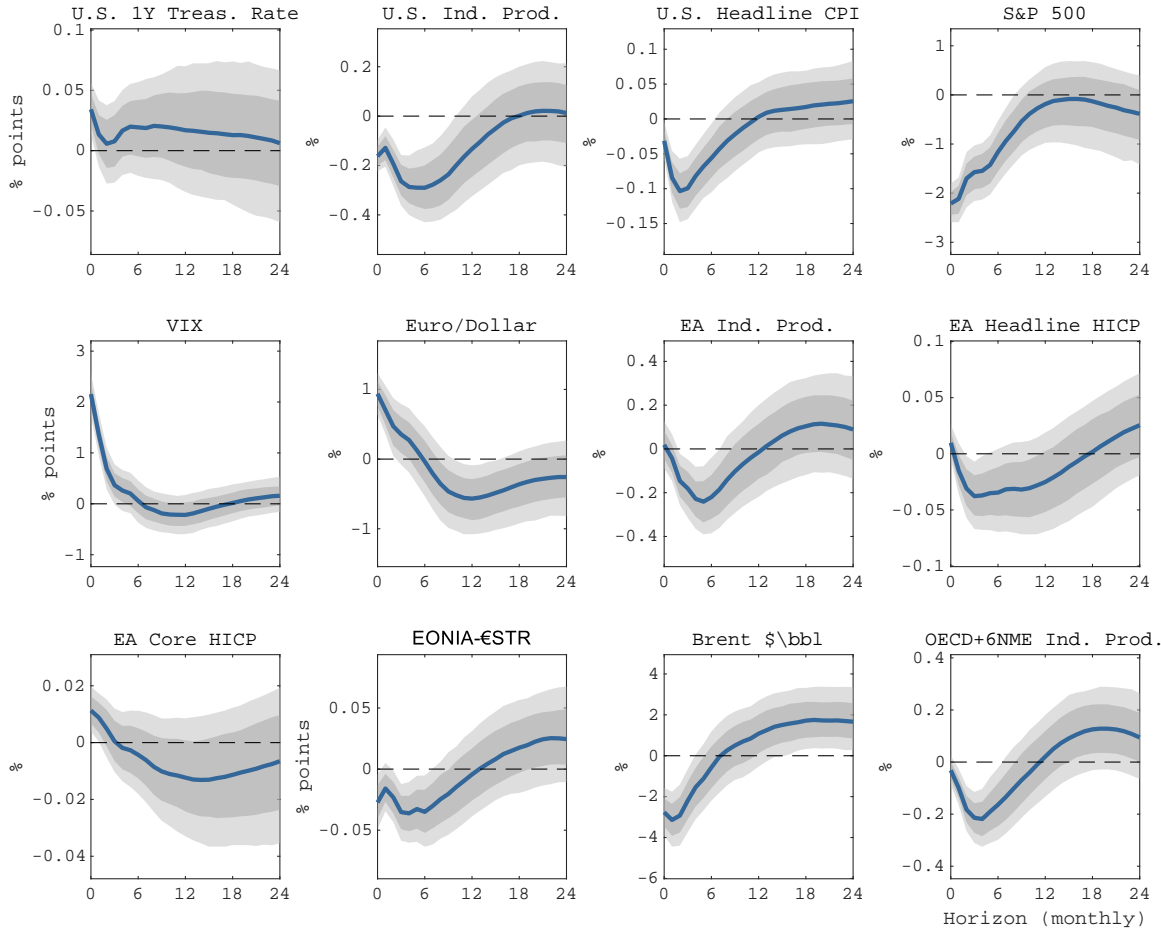 U.S. 1Y Treas. Rate
% points
0.1
0.05
0
-0.05
0 6 12 18 24
U.S. Ind. Prod.
%
0.2
0
-0.2
-0.4
0 6 12 18 24
U.S. Headline CPI
%
0.1
0.05
0
-0.05
-0.1
-0.15
0 6 12 18 24
S&P 500
%
1
0
-1
-2
-3
0 6 12 18 24
VIX
% points
3
2
1
0
-1
0 6 12 18 24
Euro/Dollar
%
1
0
-1
0 6 12 18 24
EA Ind. Prod.
%
0.4
0.2
0
-0.2
-0.4
0 6 12 18 24
EA Headline HICP
%
0.1
0.05
0
-0.05
-0.1
0 6 12 18 24
EA Core HICP
%
0.02
0
-0.02
-0.04
0 6 12 18 24
EONIA-€STR
% points
0.05
0
-0.05
0 6 12 18 24
Brent $\bbl
%
4
2
0
-2
-4
-6
0 6 12 18 24
OECD+6NME Ind. Prod.
%
0.4
0.2
0
-0.2
-0.4
0 6 12 18 24
Horizon (monthly)